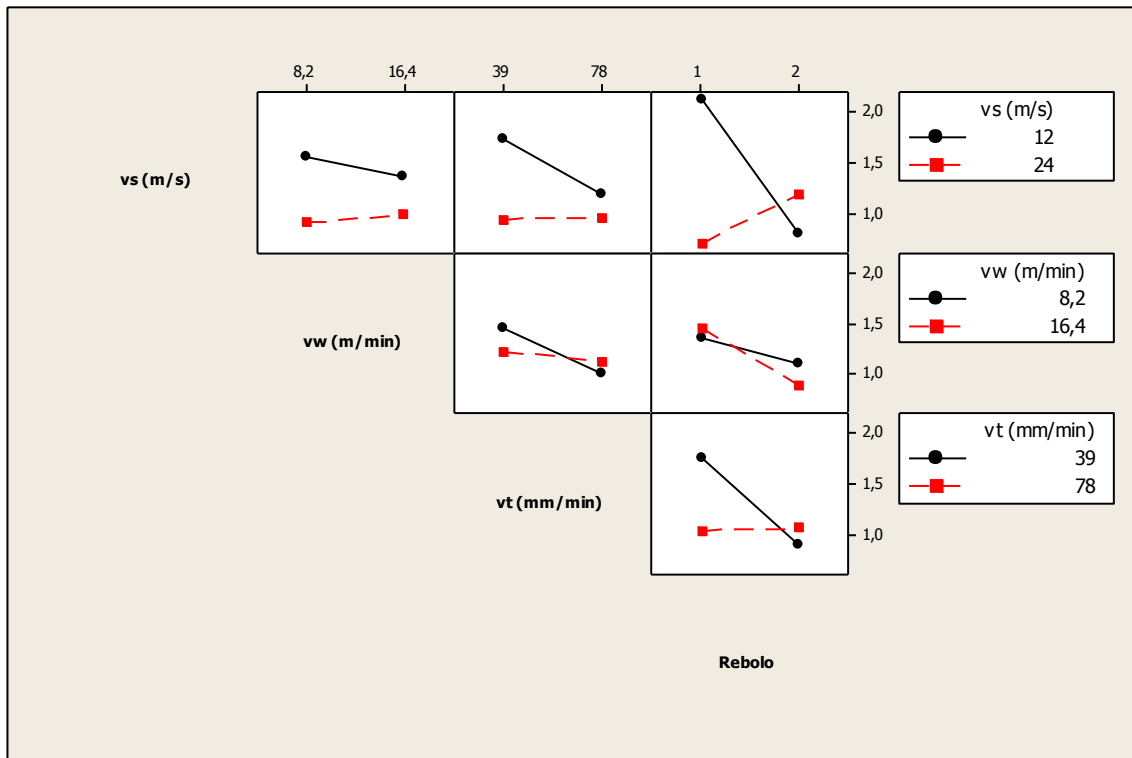 8,2 16,4 39 78 1 2
vs (m/s)
2,0
1,5
1,0
vs (m/s)
12
24
vw (m/min)
2,0
1,5
1,0
vw (m/min)
8,2
16,4
vt (mm/min)
2,0
1,5
1,0
vt (mm/min)
39
78
Rebolo